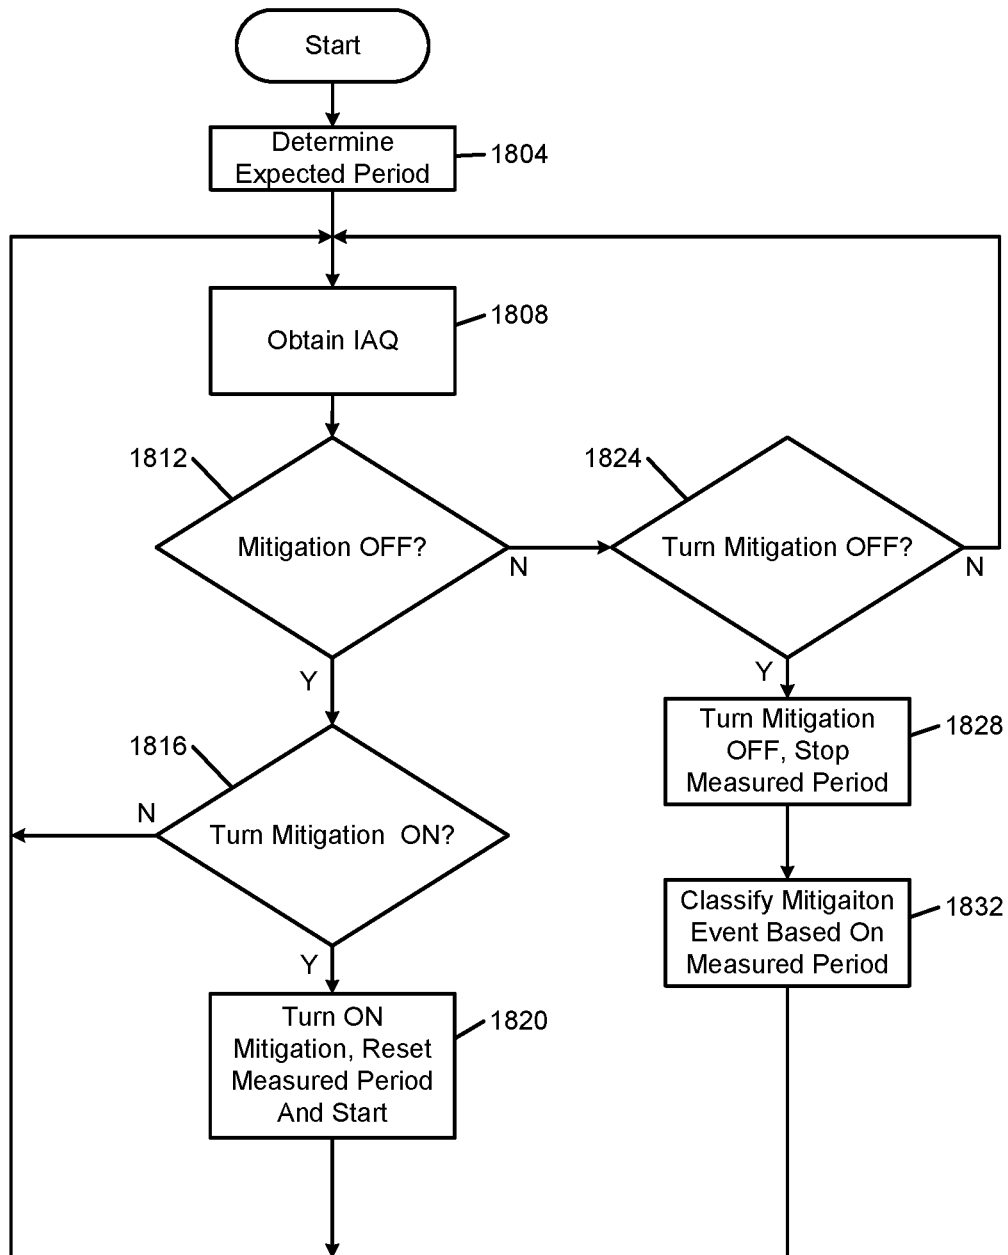 Start
Determine
Expected Period
1804
Obtain IAQ
1808
1812
Mitigation OFF?
N
Y
1824
Turn Mitigation OFF?
N
Y
1816
Turn Mitigation  ON?
N
Y
Turn Mitigation
OFF, Stop
Measured Period
1828
Classify Mitigaiton
Event Based On
Measured Period
1832
Turn ON
Mitigation, Reset
Measured Period
And Start
1820